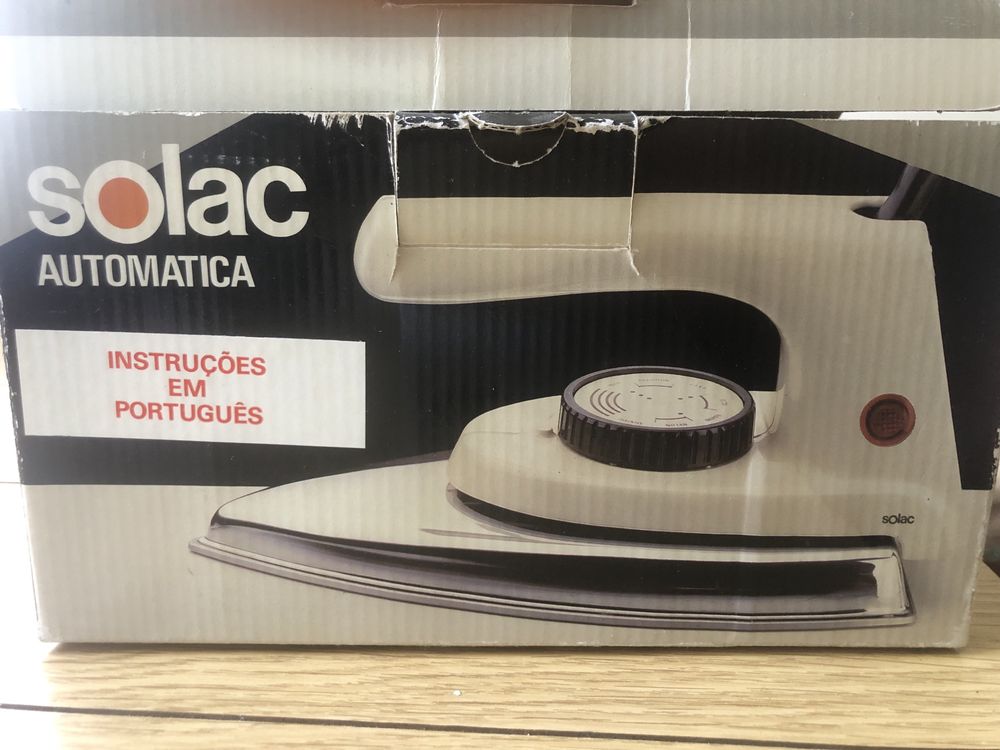 solac
AUTOMATICA
INSTRUÇÕES
EM
PORTUGUÊS
solac